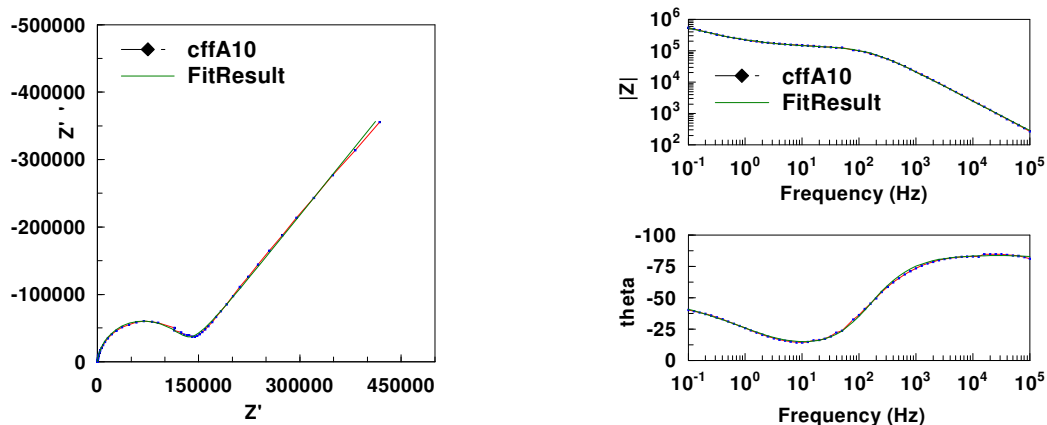 -500000
-400000
-300000
-200000
-100000
0
Z''
cffA10
FitResult
0 150000 300000 450000
Z'
10^6
10^5
10^4
10^3
10^2
|Z|
cffA10
FitResult
10^-1 10^0 10^1 10^2 10^3 10^4 10^5
Frequency (Hz)
-100
-75
-50
-25
0
theta
10^-1 10^0 10^1 10^2 10^3 10^4 10^5
Frequency (Hz)